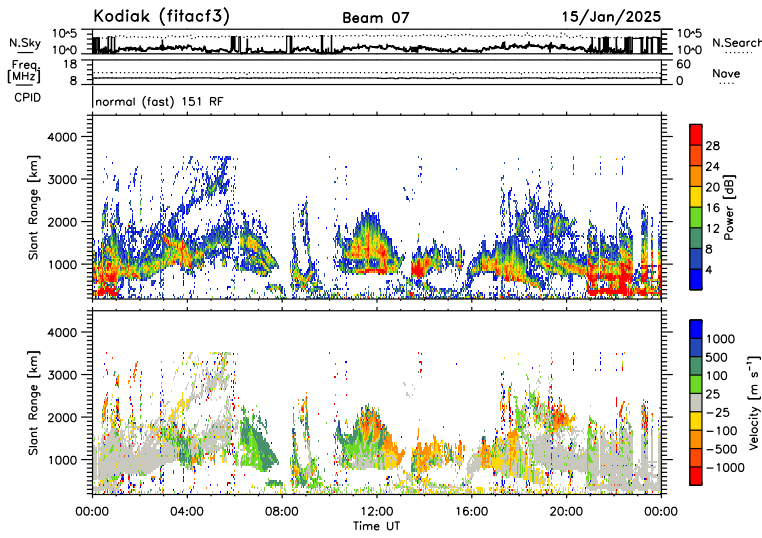 Kodiak (fitacf3) Beam 07 15/Jan/2025
N.Sky 10+5 10+0 10+5 10+0 N.Search
Freq. [MHz] 18 8 60 0 Nave
CPID normal (fast) 151 RF
Slant Range [km]
4000
3000
2000
1000
28
24
20
16
12
8
4
Power [dB]
Slant Range [km]
4000
3000
2000
1000
1000
500
100
25
-25
-100
-500
-1000
Velocity [m s⁻¹]
00:00 04:00 08:00 12:00 16:00 20:00 00:00
Time UT